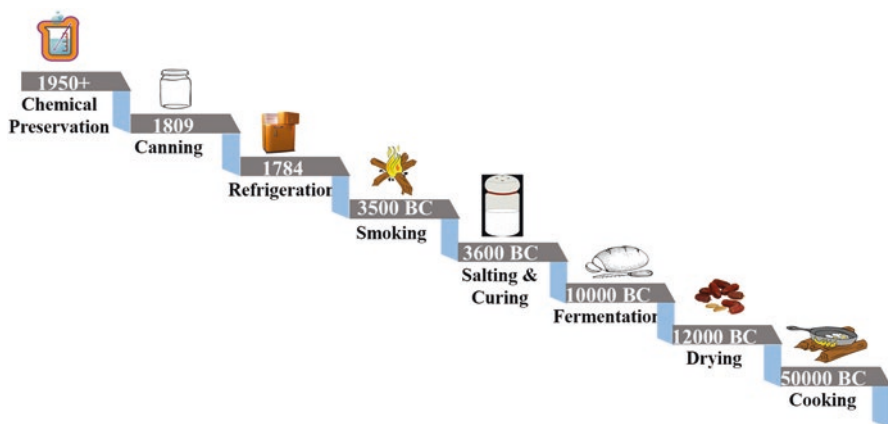 1950+
Chemical
Preservation
1809
Canning
1784
Refrigeration
3500 BC
Smoking
3600 BC
Salting &
Curing
10000 BC
Fermentation
12000 BC
Drying
50000 BC
Cooking